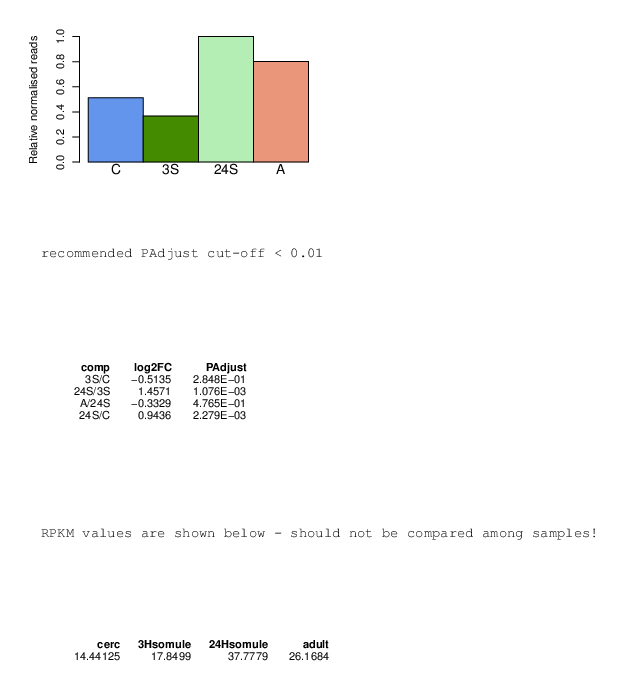 Relative normalised reads
1.0
0.8
0.6
0.4
0.2
0.0
C 3S 24S A
recommended PAdjust cut-off < 0.01
comp log2FC PAdjust
3S/C −0.5135 2.848E−01
24S/3S 1.4571 1.076E−03
A/24S −0.3329 4.765E−01
24S/C 0.9436 2.279E−03
RPKM values are shown below - should not be compared among samples!
cerc 3Hsomule 24Hsomule adult
14.44125 17.8499 37.7779 26.1684